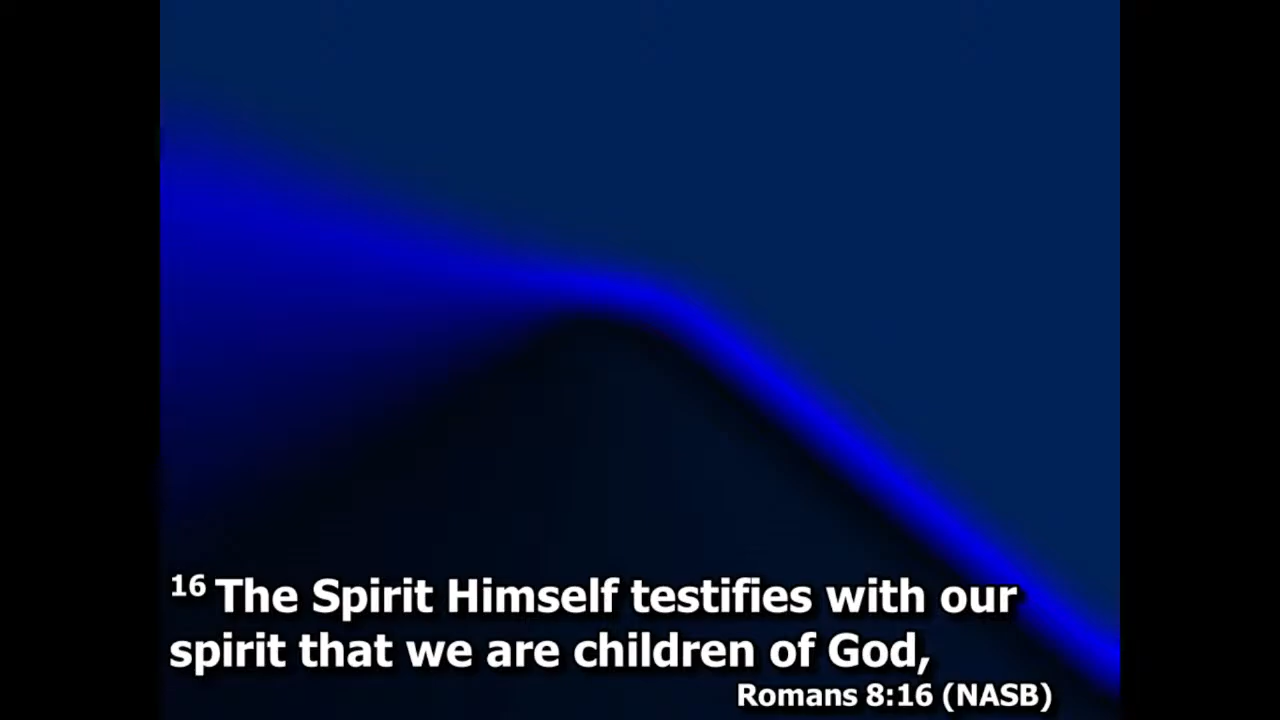 16 The Spirit Himself testifies with our
spirit that we are children of God,
Romans 8:16 (NASB)